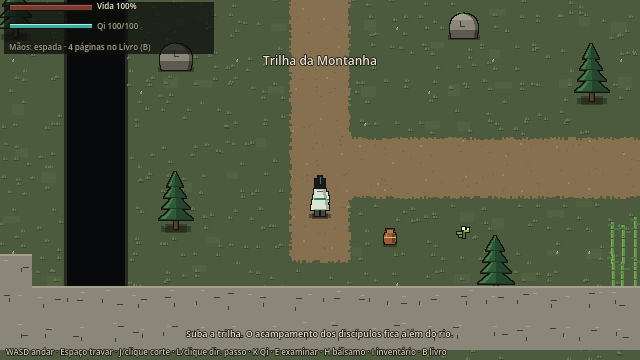 Vida 100%
Qi 100/100
Mãos: espada · 4 páginas no Livro (B)
Trilha da Montanha
Suba a trilha. O acampamento dos discípulos fica além do rio.
WASD andar · Espaço travar · J/clique corte · L/clique dir. passo · K Qi · E examinar · H bálsamo · I inventário · B livro